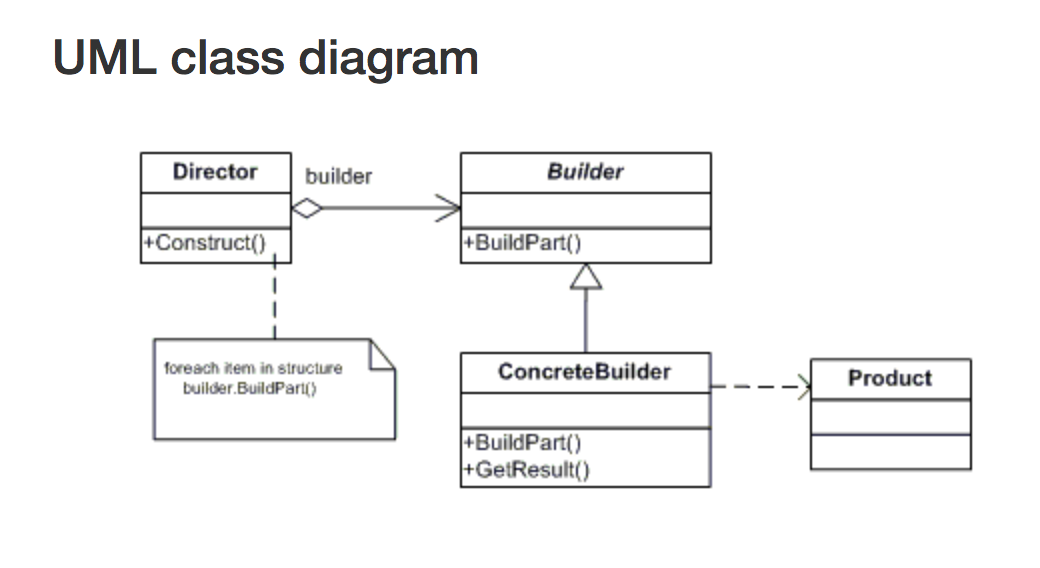 UML class diagram
Director
builder
Builder
+Construct()
+BuildPart()
foreach item in structure
builder.BuildPart()
ConcreteBuilder
Product
+BuildPart()
+GetResult()